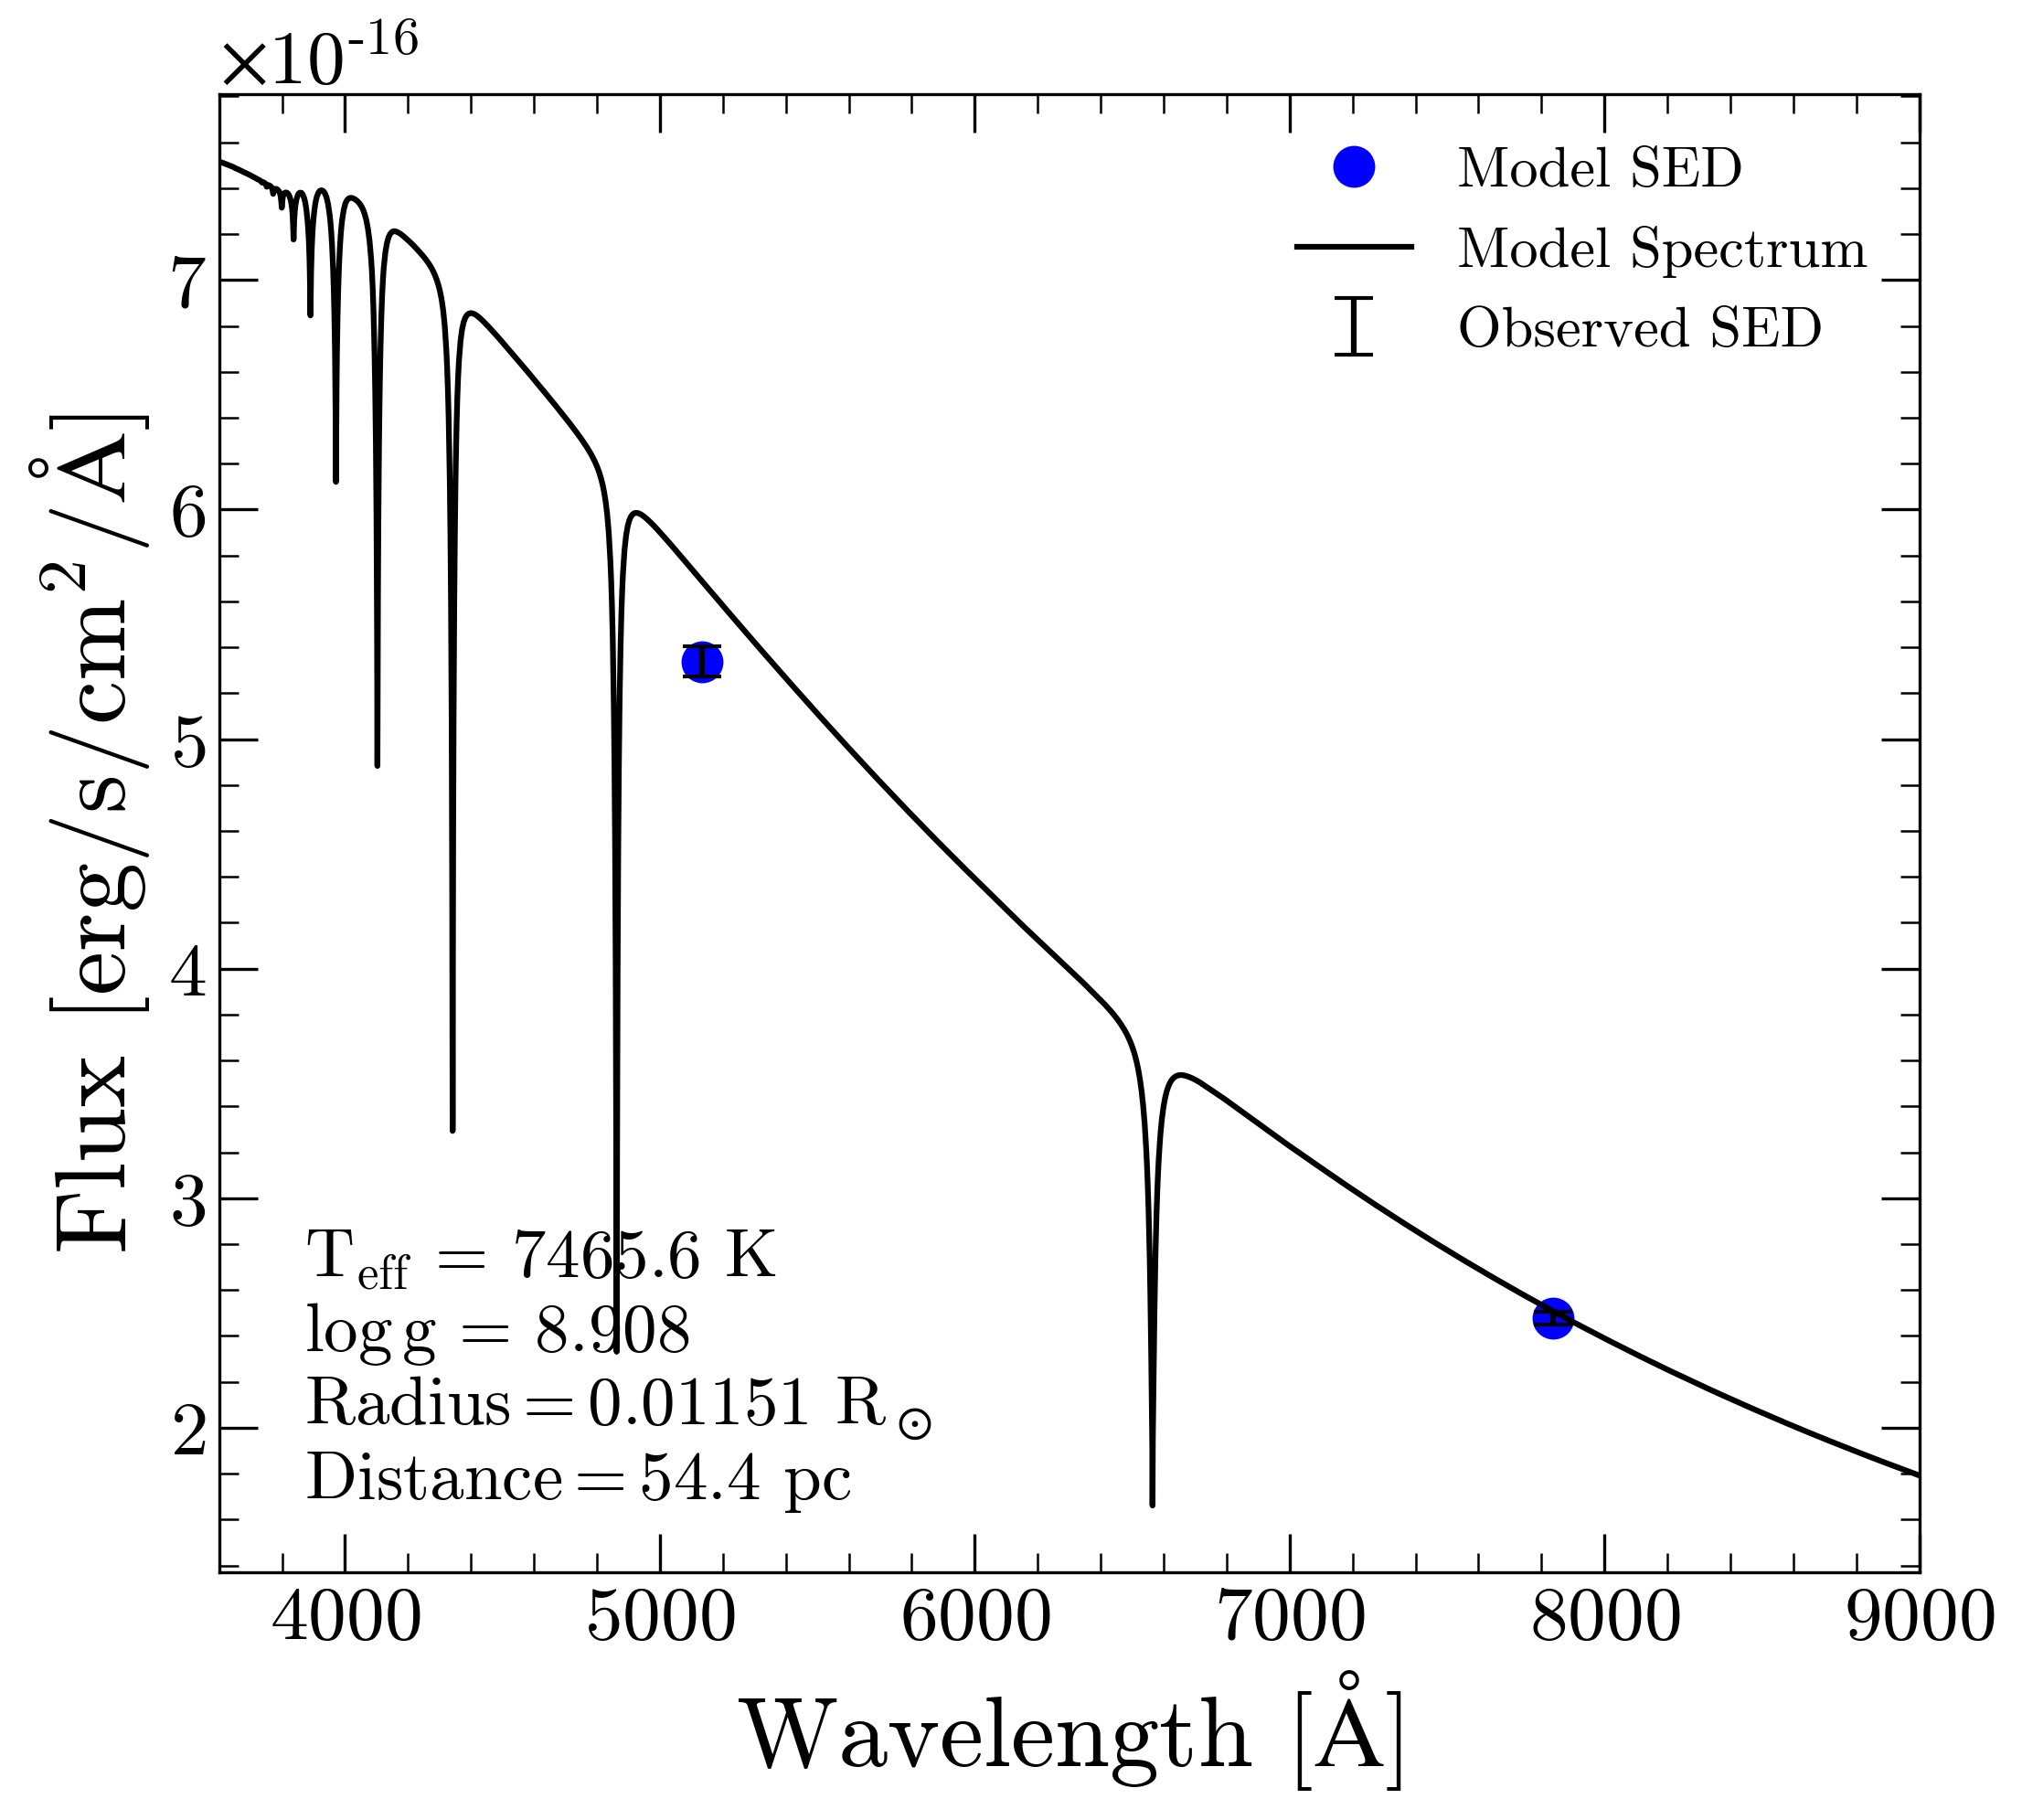 ×10-16
Model SED
Model Spectrum
Observed SED
7
6
5
4
3
2
Flux [erg/s/cm²/Å]
Teff = 7465.6 K
log g = 8.908
Radius = 0.01151 R⊙
Distance = 54.4 pc
4000 5000 6000 7000 8000 9000
Wavelength [Å]